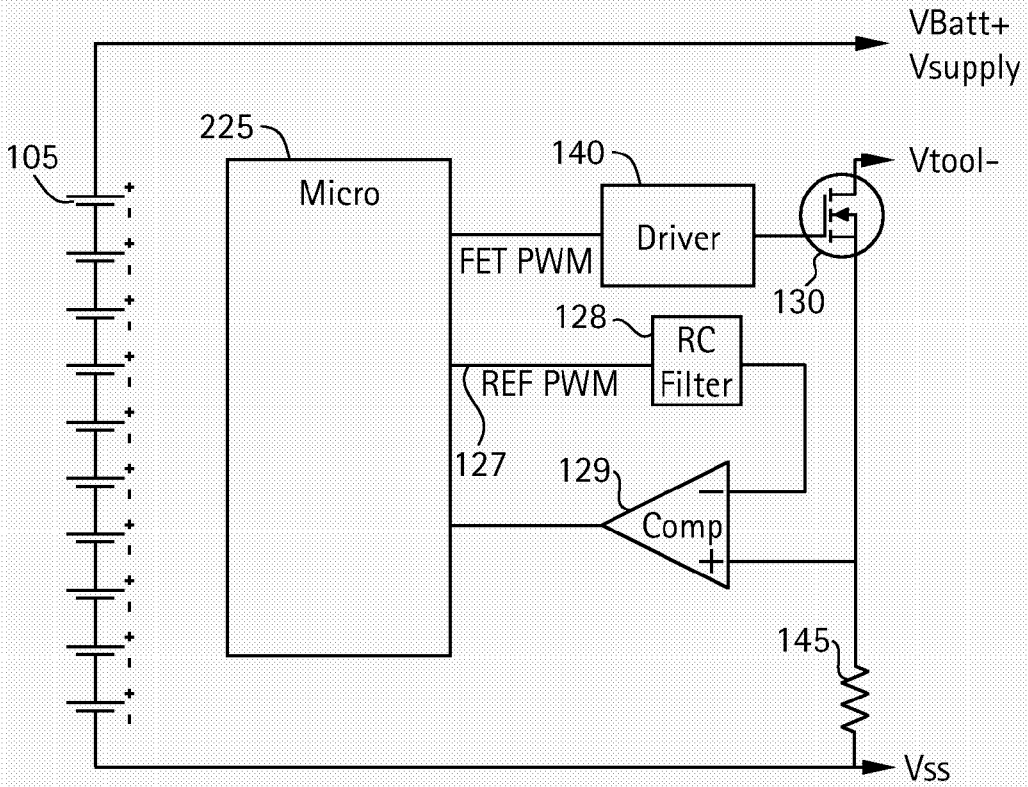 VBatt+
Vsupply
225
105
Micro
140
Vtool-
Driver
FET PWM
130
128
RC
Filter
REF PWM
127
129
Comp
- 
+
145
Vss
+
-
+
-
+
-
+
-
+
-
+
-
+
-
+
-
+
-
+
-